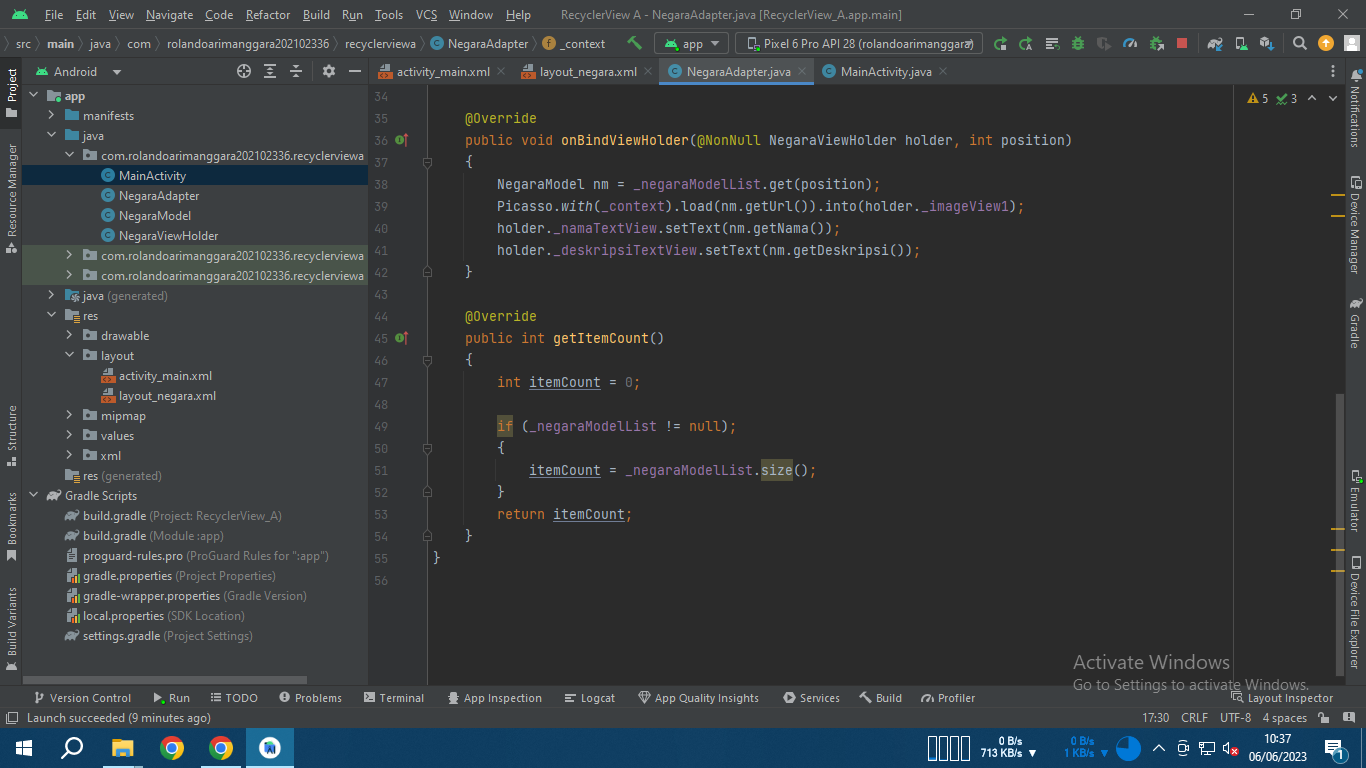 File Edit View Navigate Code Refactor Build Run Tools VCS Window Help RecyclerView A - NegaraAdapter.java [RecyclerView_A.app.main]
src main java com rolandoarimanggara202102336 recyclerviewa NegaraAdapter _context app Pixel 6 Pro API 28 (rolandoarimanggara)
Android activity_main.xml layout_negara.xml NegaraAdapter.java MainActivity.java
Project
Resource Manager
Structure
Bookmarks
Build Variants
app
manifests
java
com.rolandoarimanggara202102336.recyclerviewa
MainActivity
NegaraAdapter
NegaraModel
NegaraViewHolder
com.rolandoarimanggara202102336.recyclerviewa
com.rolandoarimanggara202102336.recyclerviewa
java (generated)
res
drawable
layout
activity_main.xml
layout_negara.xml
mipmap
values
xml
res (generated)
Gradle Scripts
build.gradle (Project: RecyclerView_A)
build.gradle (Module :app)
proguard-rules.pro (ProGuard Rules for ":app")
gradle.properties (Project Properties)
gradle-wrapper.properties (Gradle Version)
local.properties (SDK Location)
settings.gradle (Project Settings)
5 3
34
35 @Override
36 public void onBindViewHolder(@NonNull NegaraViewHolder holder, int position)
37 {
38 NegaraModel nm = _negaraModelList.get(position);
39 Picasso.with(_context).load(nm.getUrl()).into(holder._imageView1);
40 holder._namaTextView.setText(nm.getNama());
41 holder._deskripsiTextView.setText(nm.getDeskripsi());
42 }
43
44 @Override
45 public int getItemCount()
46 {
47 int itemCount = 0;
48
49 if (_negaraModelList != null);
50 {
51 itemCount = _negaraModelList.size();
52 }
53 return itemCount;
54 }
55 }
56
Notifications
Device Manager
Gradle
Emulator
Device File Explorer
Activate Windows
Go to Settings to activate Windows.
Version Control Run TODO Problems Terminal App Inspection Logcat App Quality Insights Services Build Profiler Layout Inspector
Launch succeeded (9 minutes ago) 17:30 CRLF UTF-8 4 spaces
0 B/s
713 KB/s
0 B/s
1 KB/s
10:37
06/06/2023
1